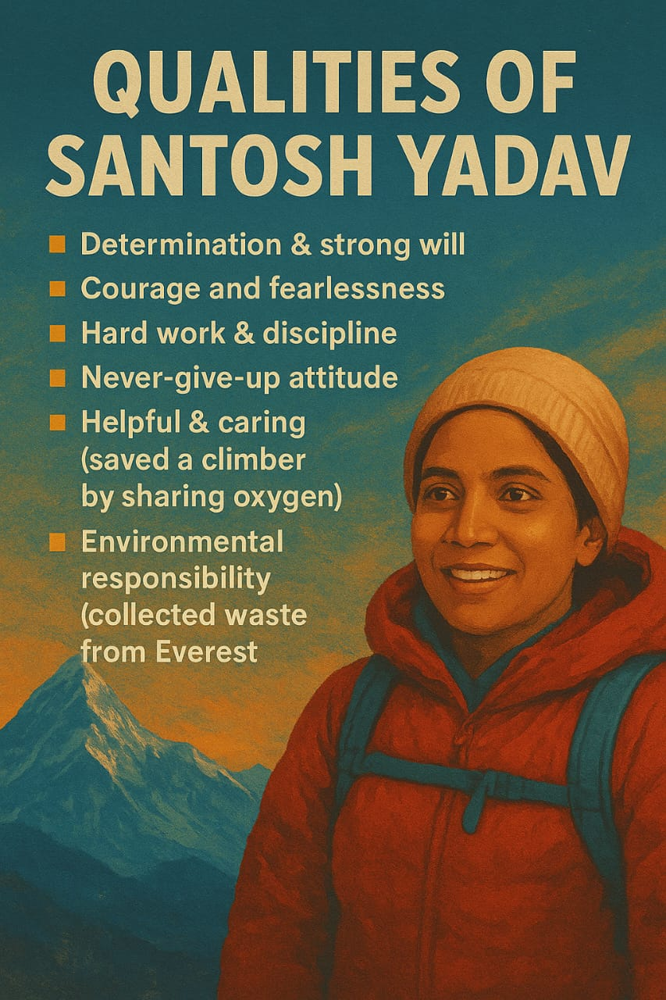 QUALITIES OF
SANTOSH YADAV
Determination & strong will
Courage and fearlessness
Hard work & discipline
Never-give-up attitude
Helpful & caring
(saved a climber
by sharing oxygen)
Environmental
responsibility
(collected waste
from Everest